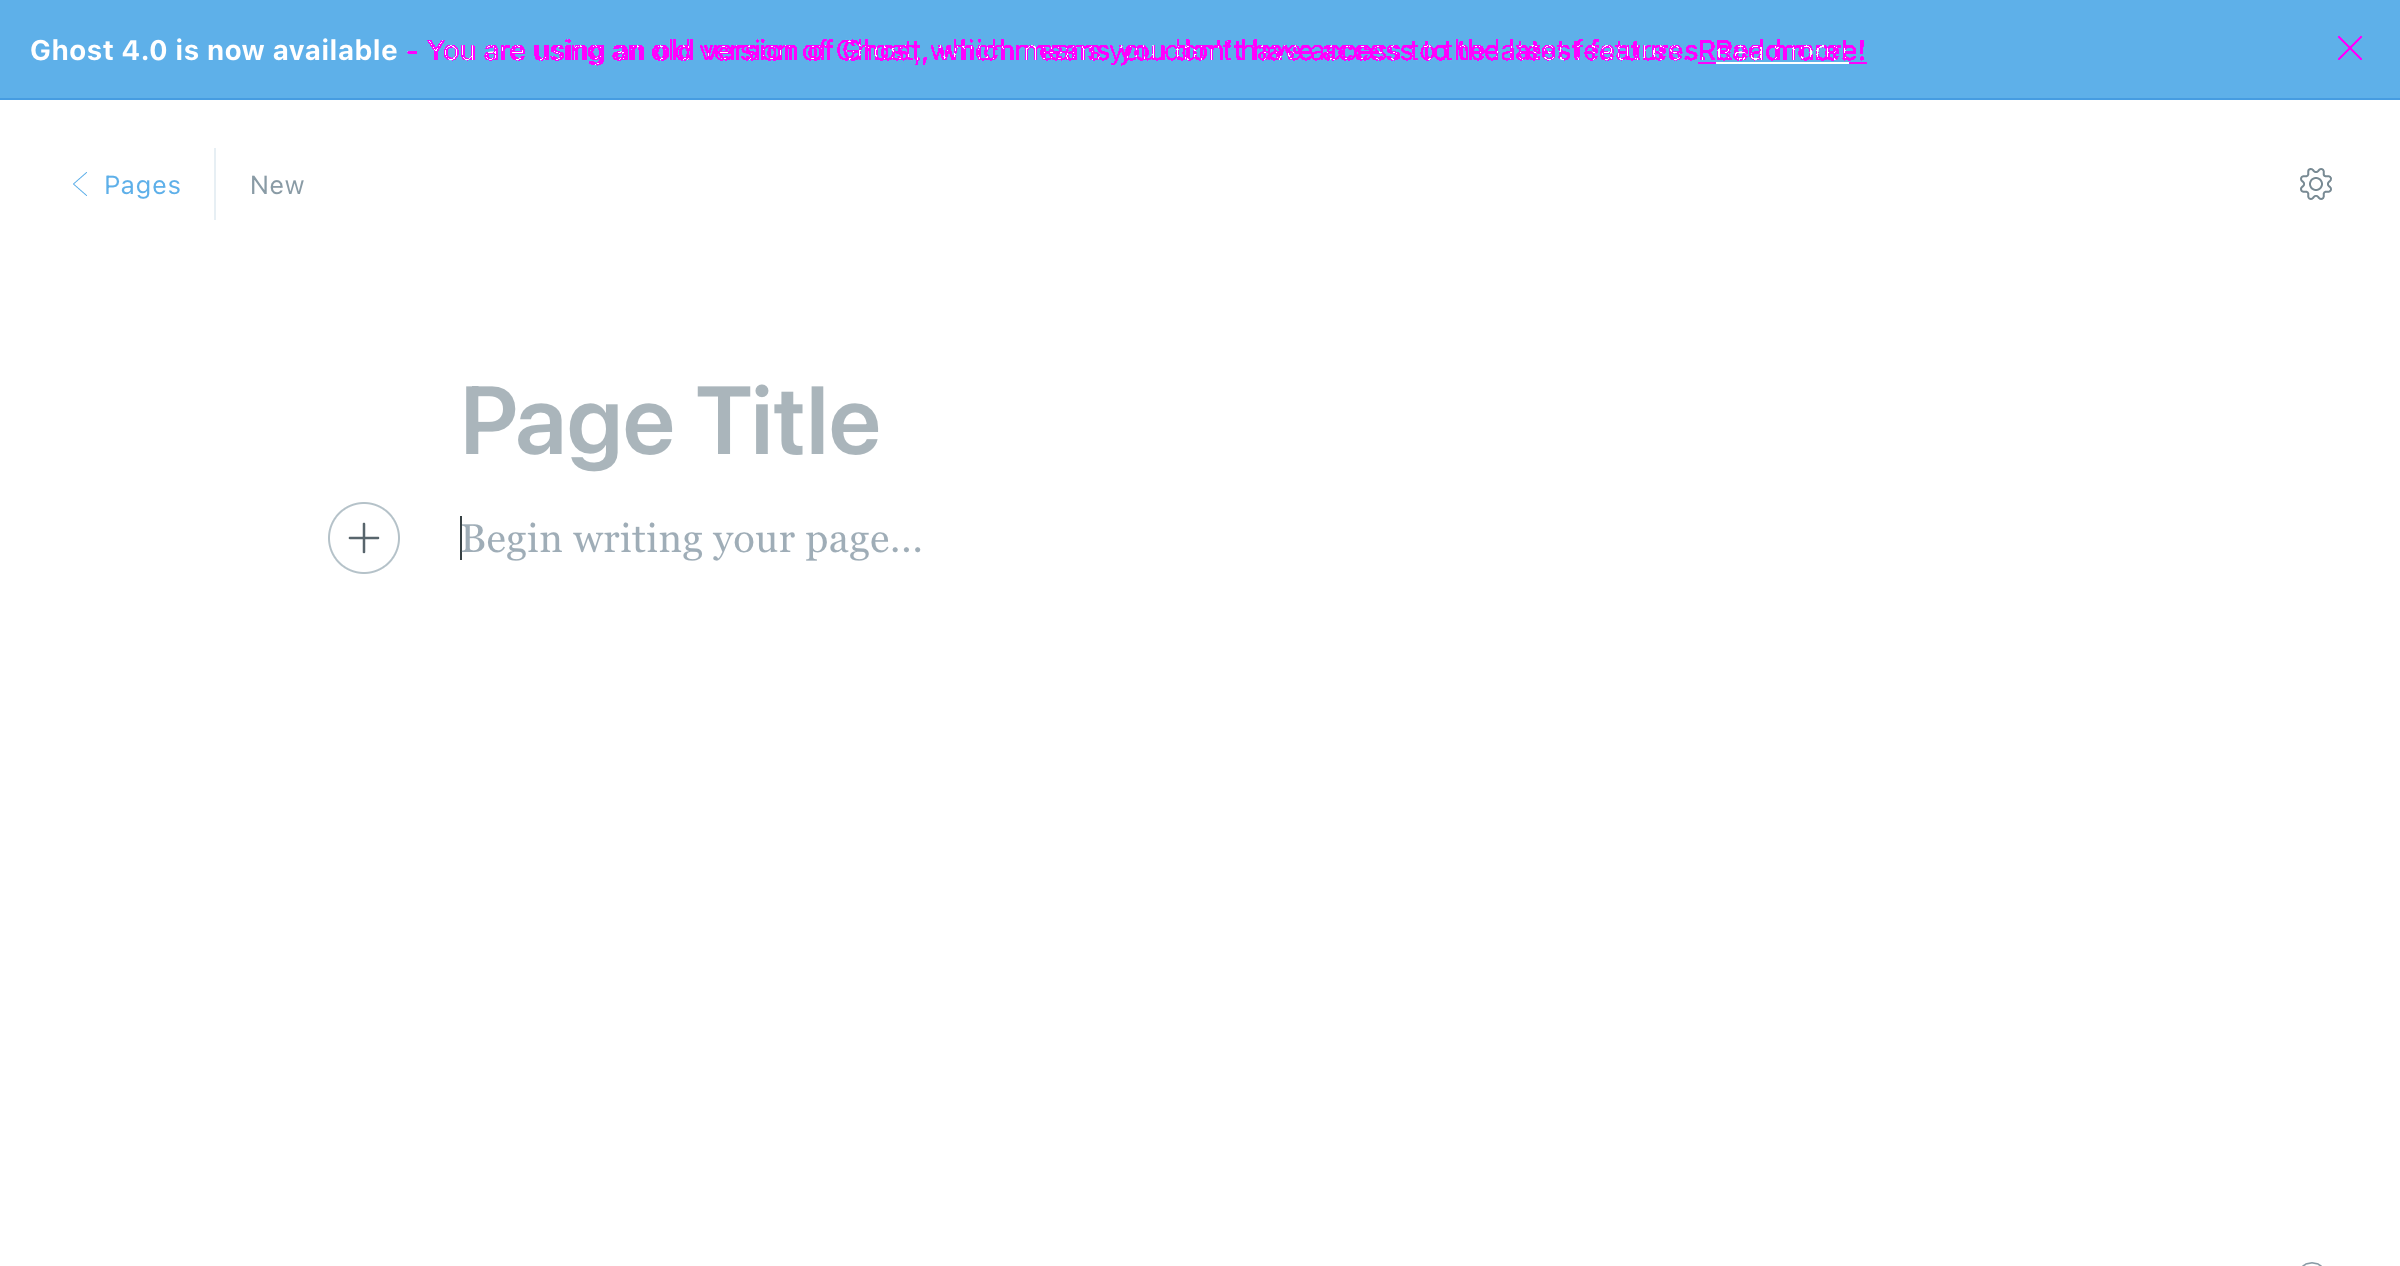 Ghost 4.0 is now available - You are using an old version of Ghost, which means you don't have access to the latest features. Read more!
Pages
New
Page Title
Begin writing your page...